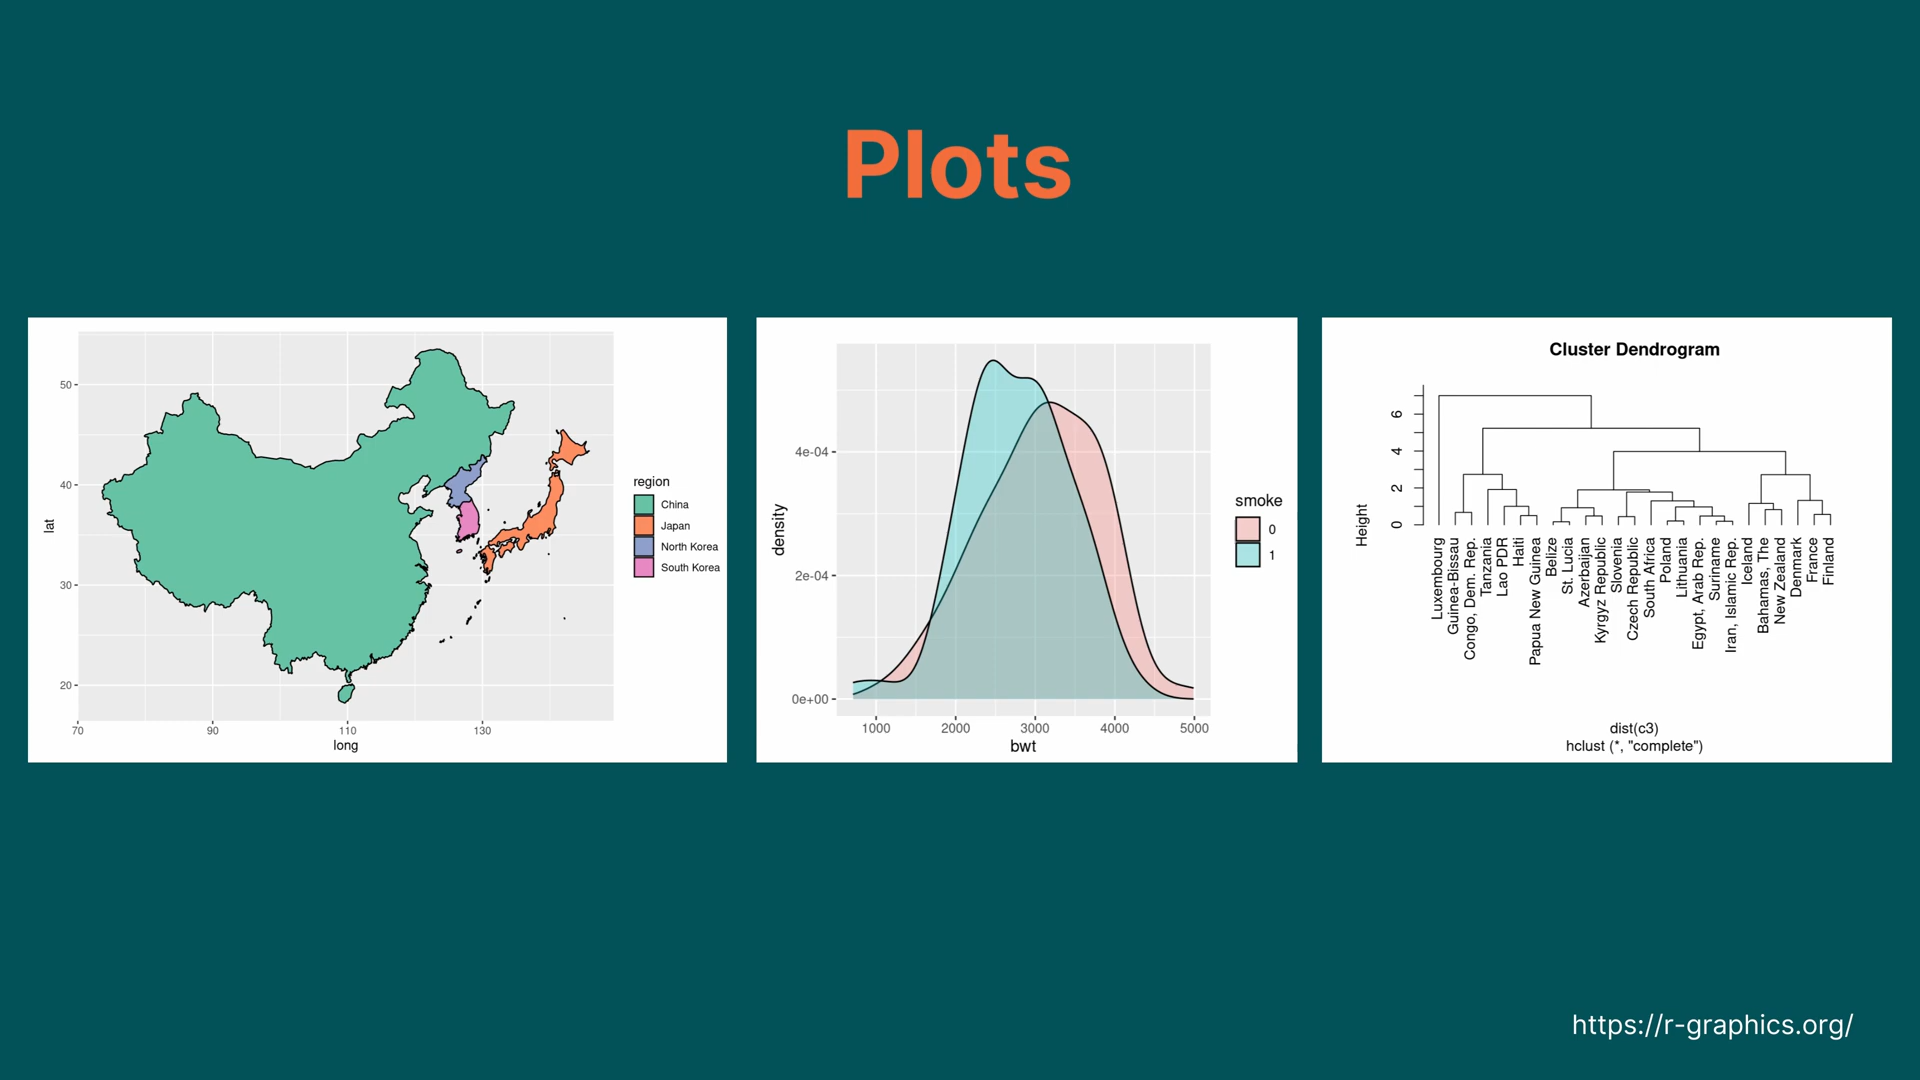 Plots
50
40
30
20
lat
70 90 110 130
long
region
China
Japan
North Korea
South Korea
4e-04
2e-04
0e+00
density
1000 2000 3000 4000 5000
bwt
smoke
0
1
Cluster Dendrogram
Height
0 2 4 6
Luxembourg
Guinea-Bissau
Congo, Dem. Rep.
Tanzania
Lao PDR
Haiti
Papua New Guinea
Belize
St. Lucia
Azerbaijan
Kyrgyz Republic
Slovenia
Czech Republic
South Africa
Poland
Lithuania
Egypt, Arab Rep.
Suriname
Iran, Islamic Rep.
Iceland
Bahamas, The
New Zealand
Denmark
France
Finland
dist(c3)
hclust (*, "complete")
https://r-graphics.org/